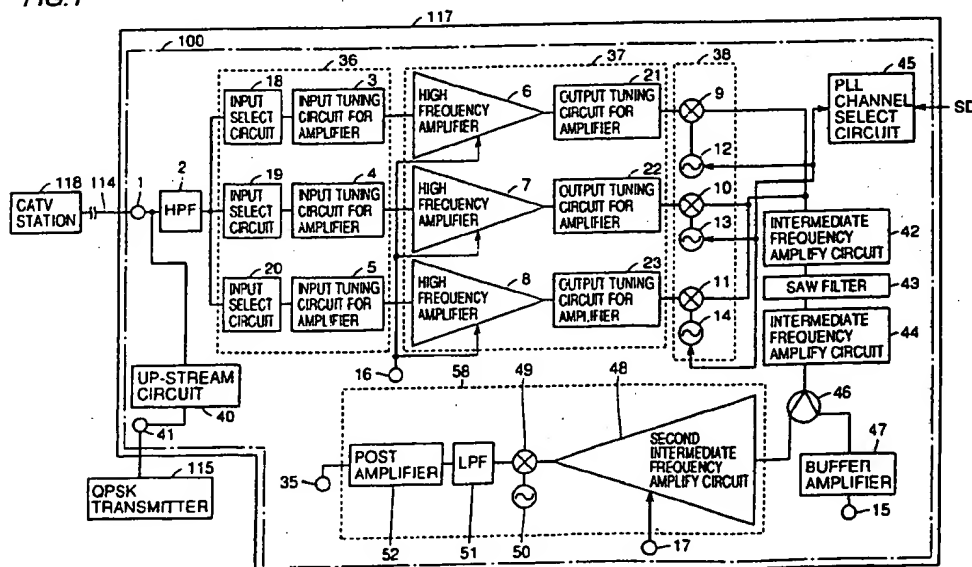 FIG. 1
117
100
36
37
38
45
18
3
6
21
9
PLL CHANNEL SELECT CIRCUIT
SD
INPUT SELECT CIRCUIT
INPUT TUNING CIRCUIT FOR AMPLIFIER
HIGH FREQUENCY AMPLIFIER
OUTPUT TUNING CIRCUIT FOR AMPLIFIER
12
118
114
1
2
19
4
7
22
10
CATV STATION
HPF
INPUT SELECT CIRCUIT
INPUT TUNING CIRCUIT FOR AMPLIFIER
HIGH FREQUENCY AMPLIFIER
OUTPUT TUNING CIRCUIT FOR AMPLIFIER
13
INTERMEDIATE FREQUENCY AMPLIFY CIRCUIT
42
20
5
8
23
11
SAW FILTER
43
INPUT SELECT CIRCUIT
INPUT TUNING CIRCUIT FOR AMPLIFIER
HIGH FREQUENCY AMPLIFIER
OUTPUT TUNING CIRCUIT FOR AMPLIFIER
14
INTERMEDIATE FREQUENCY AMPLIFY CIRCUIT
44
16
58
49
48
46
UP-STREAM CIRCUIT
40
41
47
115
35
POST AMPLIFIER
LPF
SECOND INTERMEDIATE FREQUENCY AMPLIFY CIRCUIT
BUFFER AMPLIFIER
QPSK TRANSMITTER
15
52
51
50
17